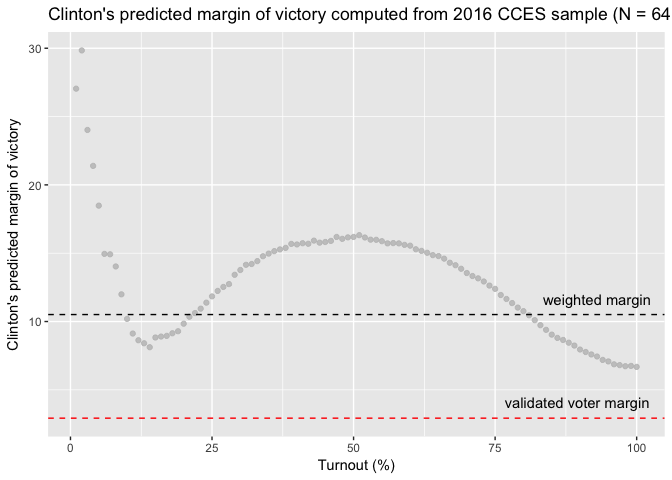 Clinton's predicted margin of victory computed from 2016 CCES sample (N = 64
30
20
10
Clinton's predicted margin of victory
weighted margin
validated voter margin
0
25
50
75
100
Turnout (%)